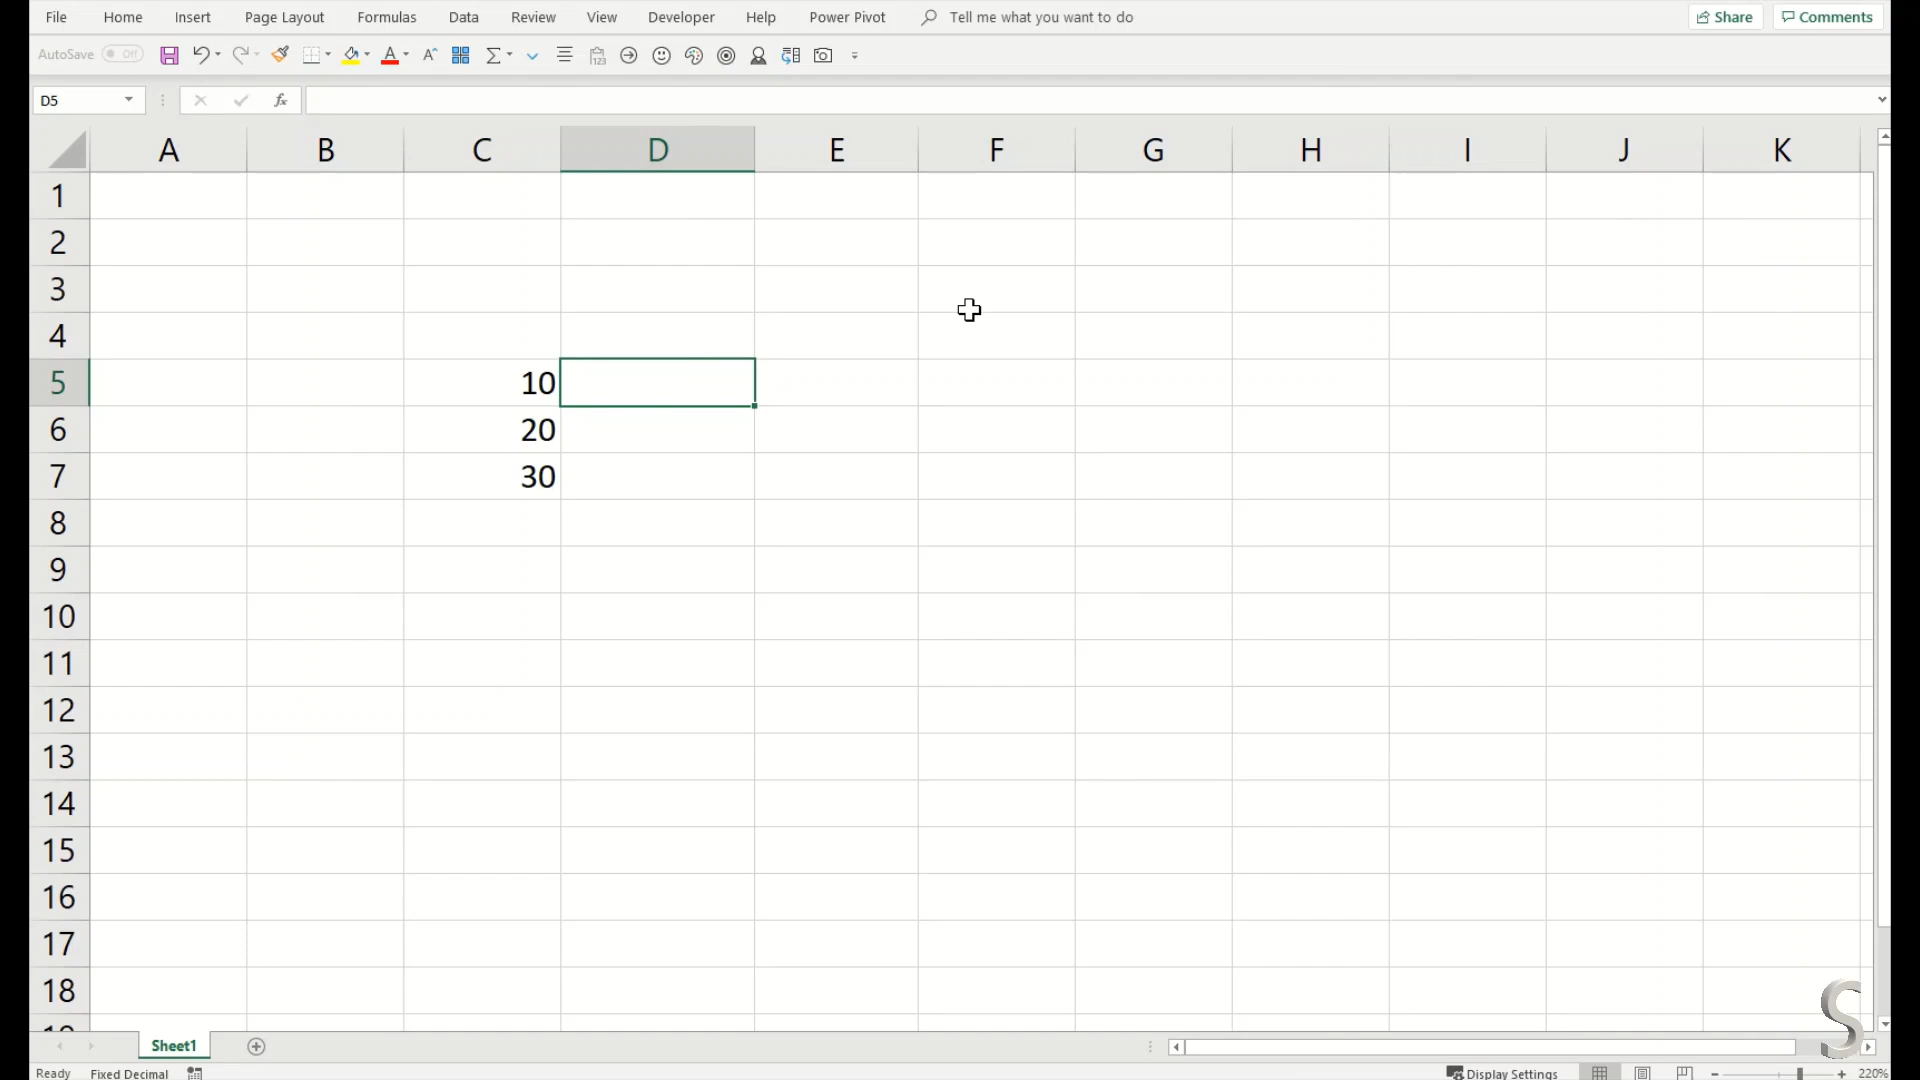 File Home Insert Page Layout Formulas Data Review View Developer Help Power Pivot Tell me what you want to do Share Comments
AutoSave Off
D5 fx
A B C D E F G H I J K
1
2
3
4
5 10
6 20
7 30
8
9
10
11
12
13
14
15
16
17
18
Sheet1
Ready Fixed Decimal Display Settings 220%
S